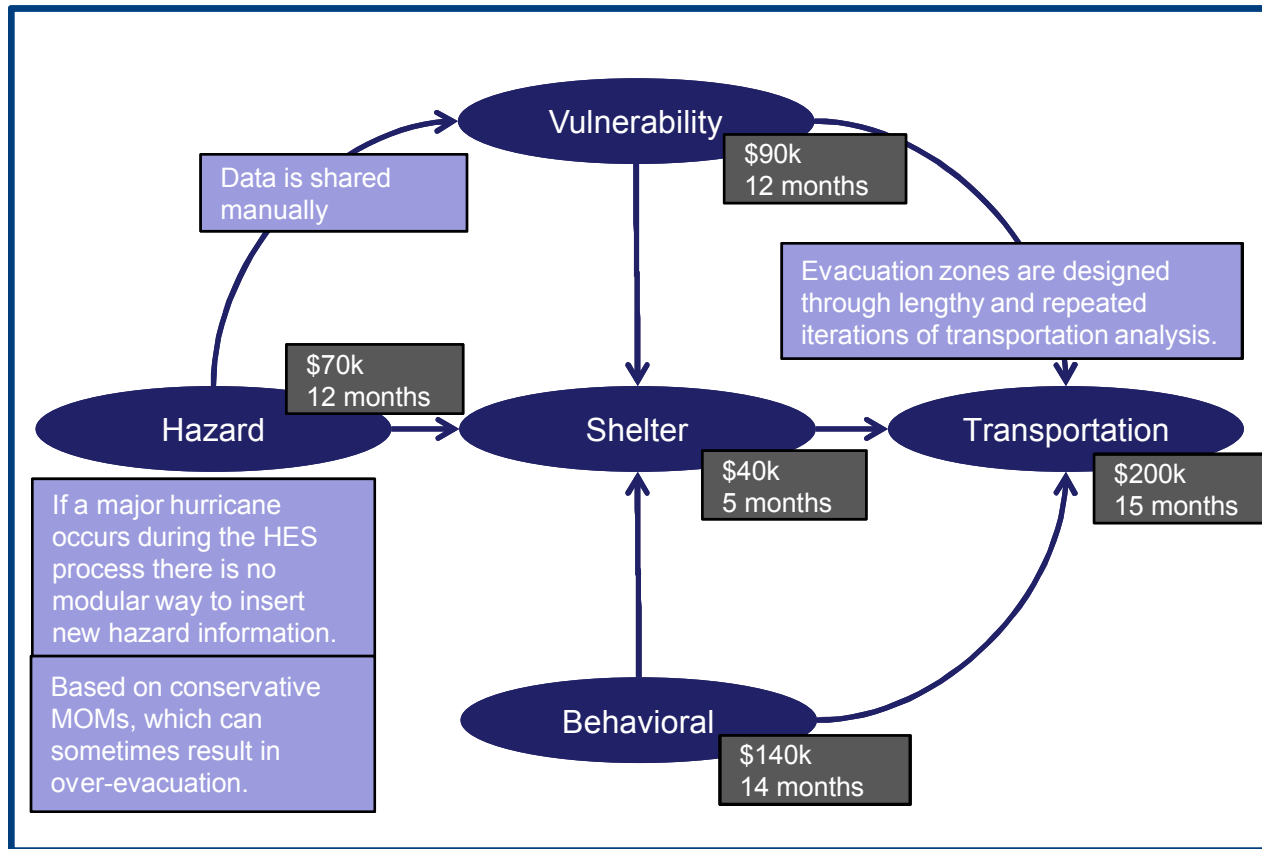 Vulnerability
$90k
12 months
Data is shared
manually
Evacuation zones are designed
through lengthy and repeated
iterations of transportation analysis.
$70k
12 months
Hazard
Shelter
Transportation
$40k
5 months
$200k
15 months
If a major hurricane
occurs during the HES
process there is no
modular way to insert
new hazard information.
Based on conservative
MOMs, which can
sometimes result in
over-evacuation.
Behavioral
$140k
14 months